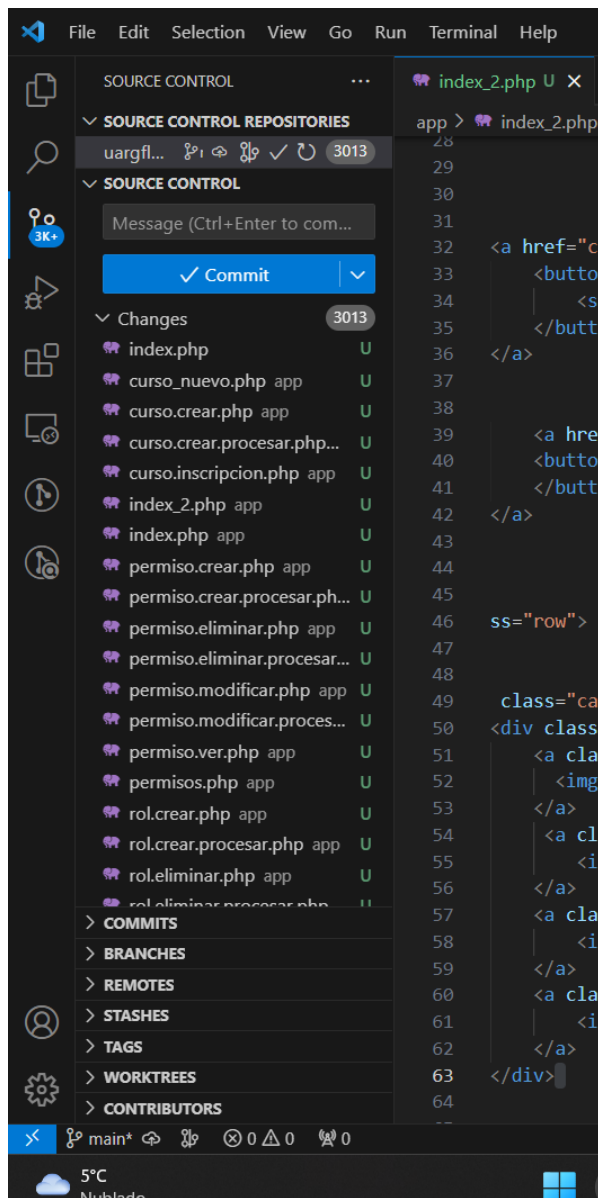 File Edit Selection View Go Run Terminal Help
SOURCE CONTROL ...
SOURCE CONTROL REPOSITORIES
uargfl... 3013
SOURCE CONTROL
Message (Ctrl+Enter to com...
Commit
Changes 3013
index.php U
curso_nuevo.php app U
curso.crear.php app U
curso.crear.procesar.php... U
curso.inscripcion.php app U
index_2.php app U
index.php app U
permiso.crear.php app U
permiso.crear.procesar.ph... U
permiso.eliminar.php app U
permiso.eliminar.procesar... U
permiso.modificar.php app U
permiso.modificar.proces... U
permiso.ver.php app U
permisos.php app U
rol.crear.php app U
rol.crear.procesar.php app U
rol.eliminar.php app U
rol.eliminar.procesar.php U
COMMITS
BRANCHES
REMOTES
STASHES
TAGS
WORKTREES
CONTRIBUTORS
3K+
index_2.php U
app > index_2.php
28
29
30
31
32 <a href="c
33 <butto
34 <s
35 </butt
36 </a>
37
38
39 <a hre
40 <butto
41 </butt
42 </a>
43
44
45
46 ss="row">
47
48
49 class="ca
50 <div class
51 <a cla
52 <img
53 </a>
54 <a cl
55 <i
56 </a>
57 <a cla
58 <i
59 </a>
60 <a cla
61 <i
62 </a>
63 </div>
64
main* 0 0 0
5°C
Nublado